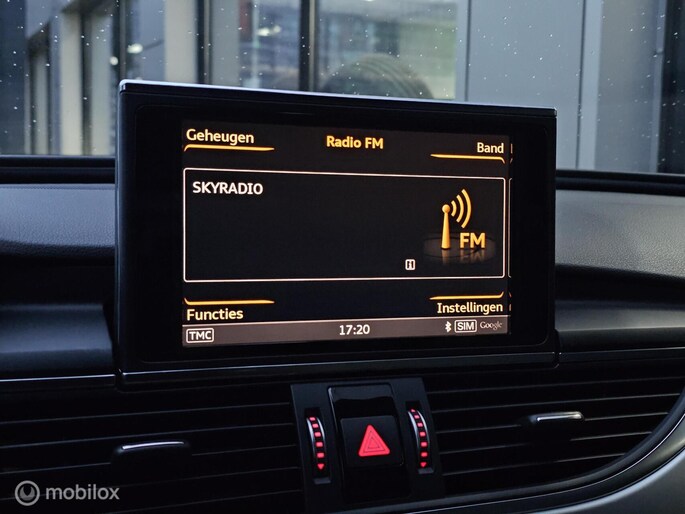 Geheugen
Radio FM
Band
SKYRADIO
FM
Functies
Instellingen
TMC
17:20
SIM
Google
mobilox